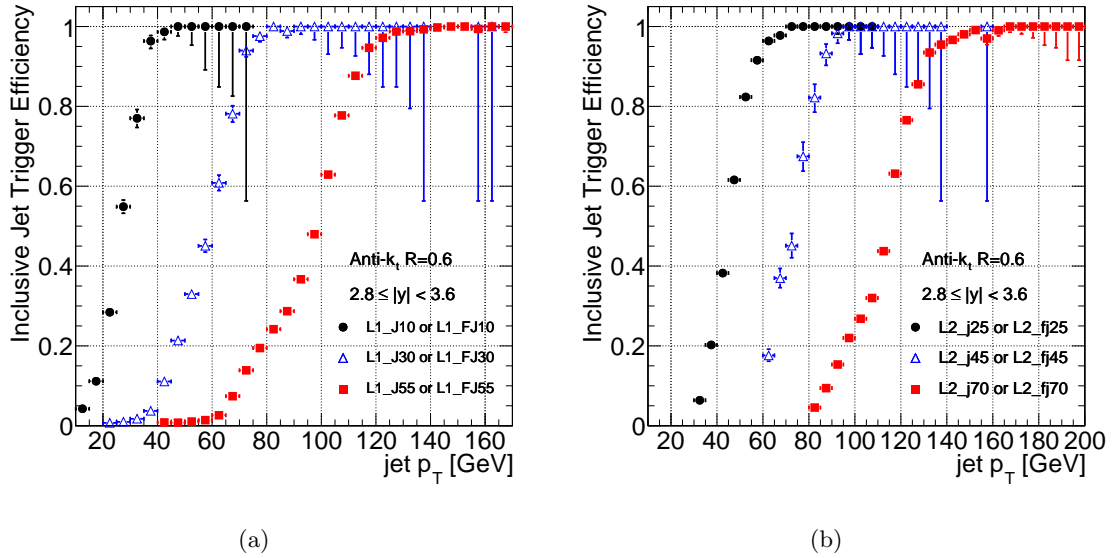 Inclusive Jet Trigger Efficiency
1
0.8
0.6
0.4
0.2
0
Anti-kt R=0.6
2.8 ≤ |y| < 3.6
L1_J10 or L1_FJ10
L1_J30 or L1_FJ30
L1_J55 or L1_FJ55
20 40 60 80 100 120 140 160
jet pT [GeV]
(a)
Inclusive Jet Trigger Efficiency
1
0.8
0.6
0.4
0.2
0
Anti-kt R=0.6
2.8 ≤ |y| < 3.6
L2_j25 or L2_fj25
L2_j45 or L2_fj45
L2_j70 or L2_fj70
20 40 60 80 100 120 140 160 180 200
jet pT [GeV]
(b)